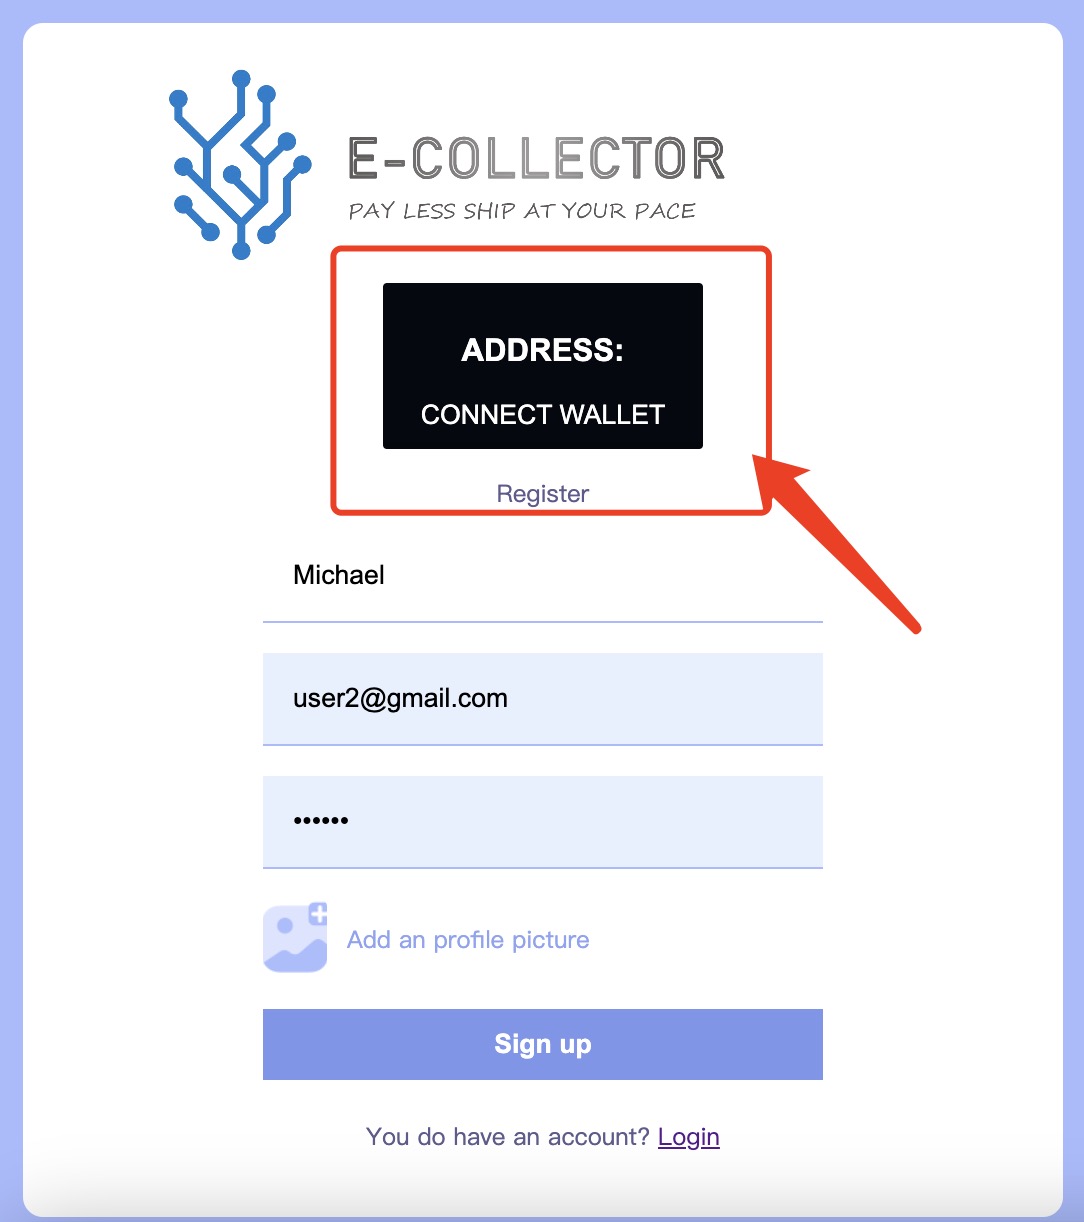 E-COLLECTOR
PAY LESS SHIP AT YOUR PACE
ADDRESS:
CONNECT WALLET
Register
Michael
user2@gmail.com
••••••
Add an profile picture
Sign up
You do have an account? Login